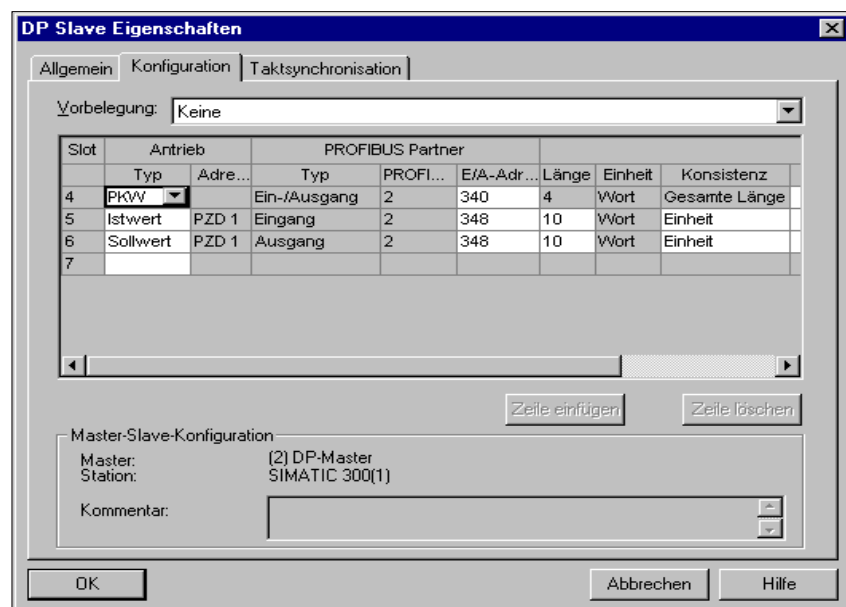 DP Slave Eigenschaften
Allgemein Konfiguration Taktsynchronisation
Vorbelegung: Keine
Slot Antrieb PROFIBUS Partner
Typ Adre... Typ PROFI... E/A-Adr... Länge Einheit Konsistenz
4 PKW Ein-/Ausgang 2 340 4 Wort Gesamte Länge
5 Istwert PZD 1 Eingang 2 348 10 Wort Einheit
6 Sollwert PZD 1 Ausgang 2 348 10 Wort Einheit
7
Zeile einfügen Zeile löschen
Master-Slave-Konfiguration
Master: (2) DP-Master
Station: SIMATIC 300(1)
Kommentar:
OK Abbrechen Hilfe